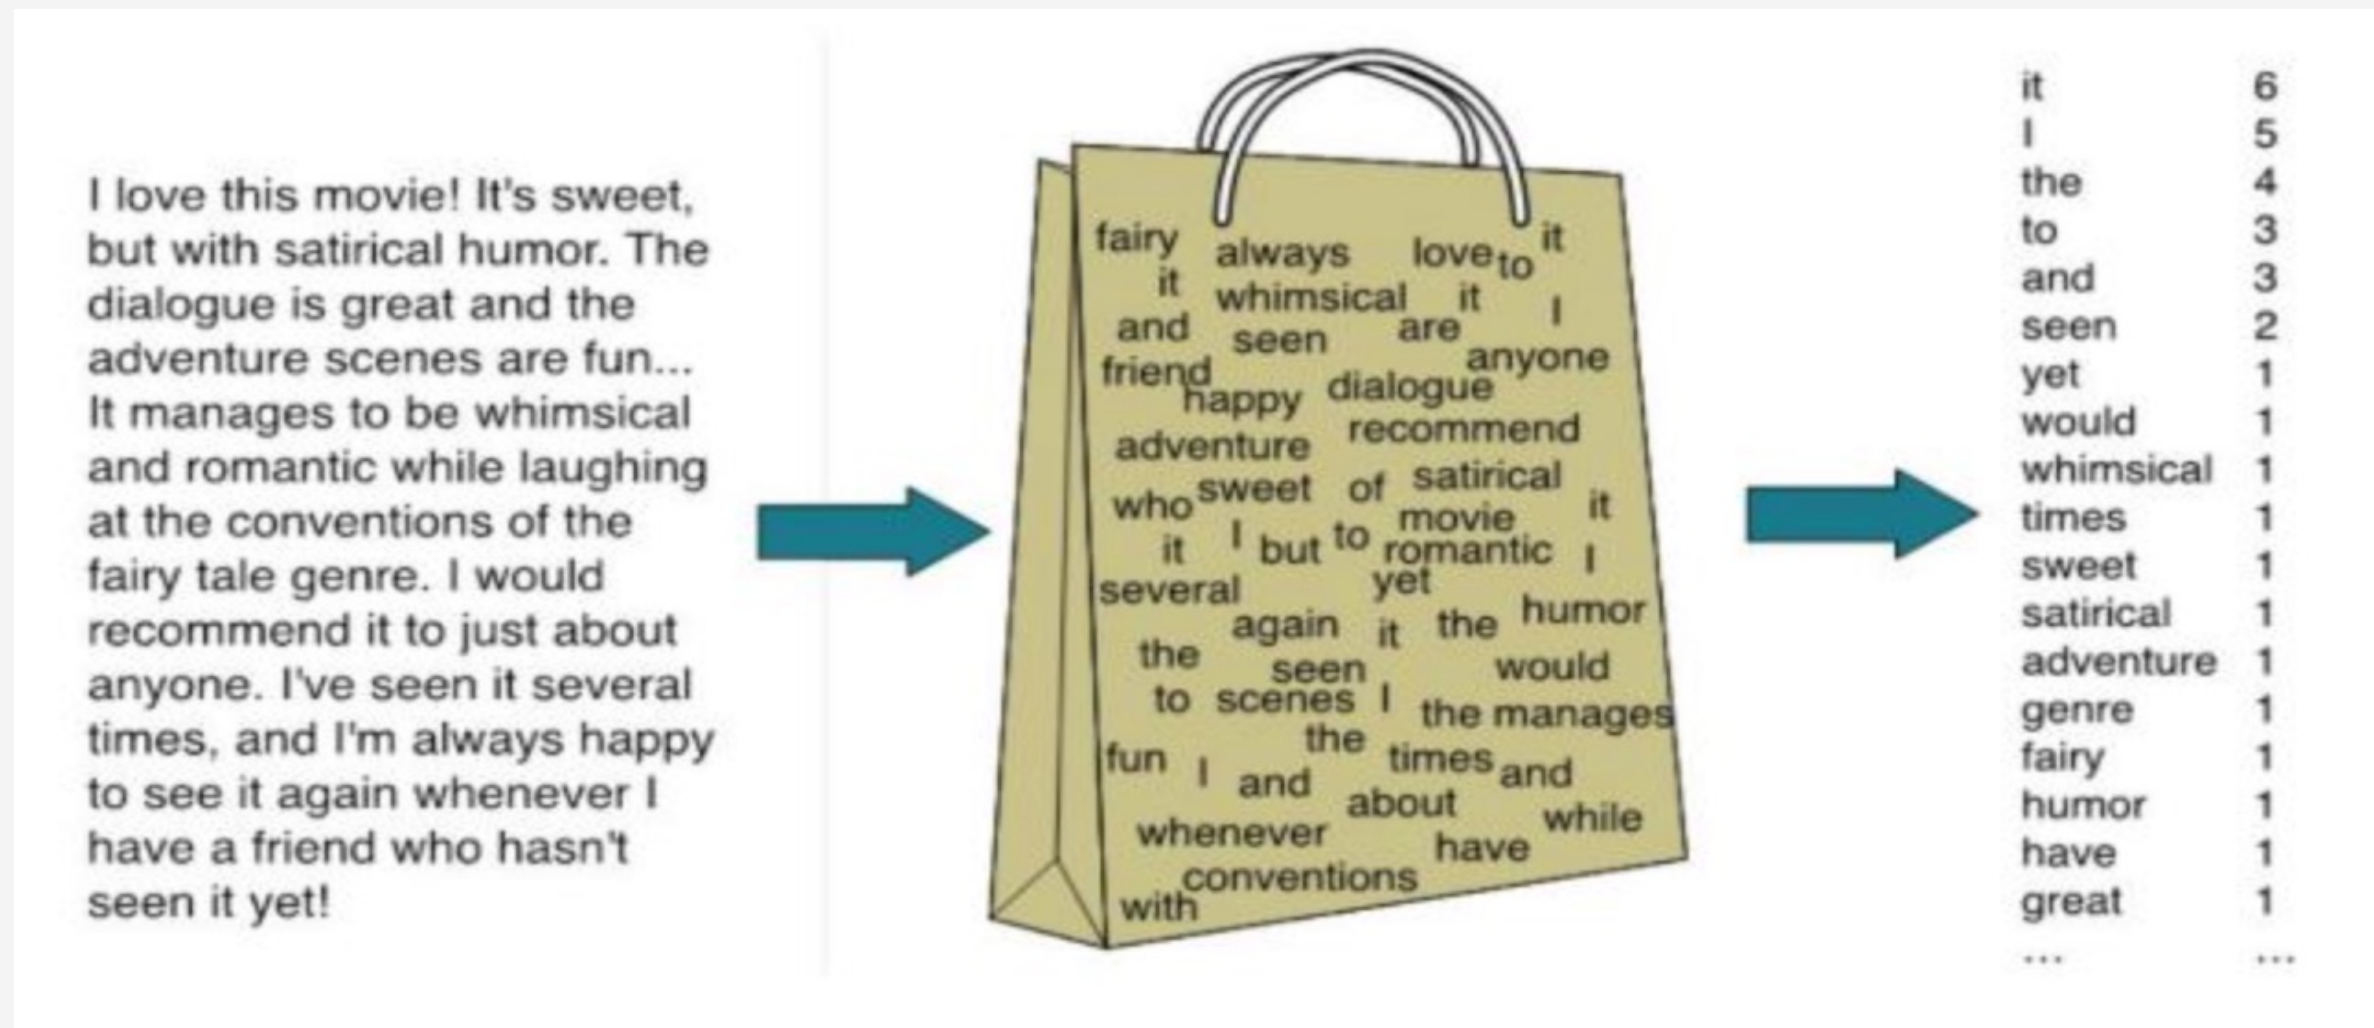 I love this movie! It's sweet,
but with satirical humor. The
dialogue is great and the
adventure scenes are fun...
It manages to be whimsical
and romantic while laughing
at the conventions of the
fairy tale genre. I would
recommend it to just about
anyone. I've seen it several
times, and I'm always happy
to see it again whenever I
have a friend who hasn't
seen it yet!
fairy always love to it
it whimsical it I
and seen are
anyone
friend happy dialogue
adventure recommend
who sweet of satirical it
it I but to movie romantic I
several yet
again it the humor
the seen would
to scenes I the manages
the
fun I and times and
about while
whenever have
conventions
with
it 6
I 5
the 4
to 3
and 3
seen 2
yet 1
would 1
whimsical 1
times 1
sweet 1
satirical 1
adventure 1
genre 1
fairy 1
humor 1
have 1
great 1
... ...